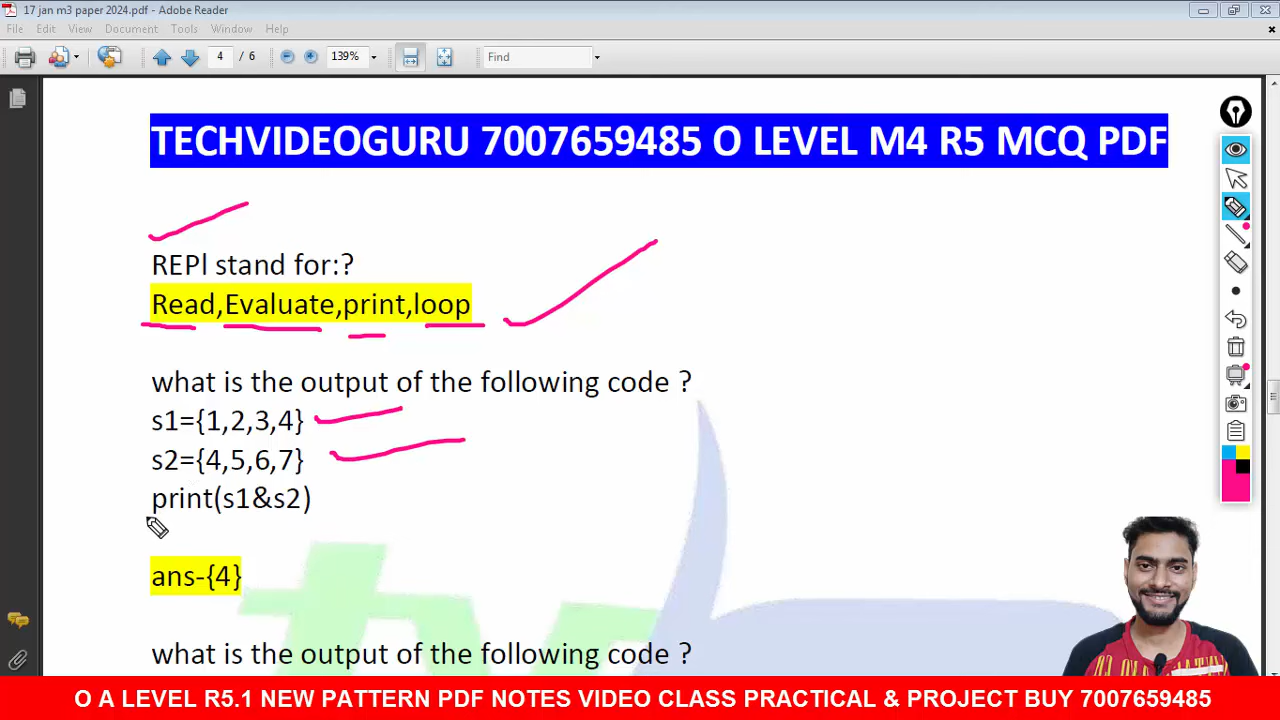 17 jan m3 paper 2024.pdf - Adobe Reader
File Edit View Document Tools Window Help
4 / 6 139% Find
TECHVIDEOGURU 7007659485 O LEVEL M4 R5 MCQ PDF
REPl stand for:?
Read,Evaluate,print,loop
what is the output of the following code ?
s1={1,2,3,4}
s2={4,5,6,7}
print(s1&s2)
ans-{4}
what is the output of the following code ?
O A LEVEL R5.1 NEW PATTERN PDF NOTES VIDEO CLASS PRACTICAL & PROJECT BUY 7007659485